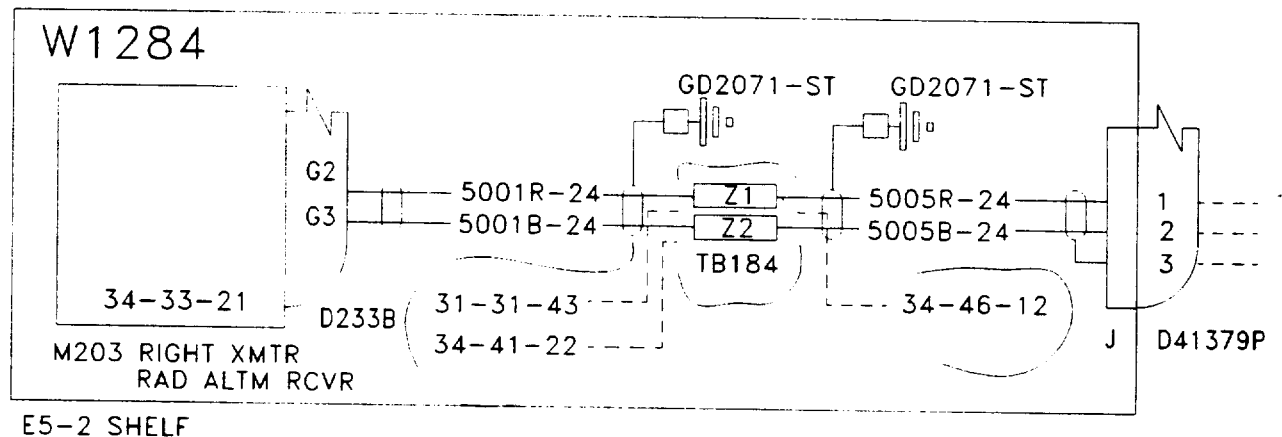 W1284
GD2071-ST GD2071-ST
G2 5001R-24 Z1 5005R-24 1
G3 5001B-24 Z2 5005B-24 2
TB184 3
34-33-21 D233B 31-31-43 34-46-12
34-41-22 J D41379P
M203 RIGHT XMTR
RAD ALTM RCVR
E5-2 SHELF